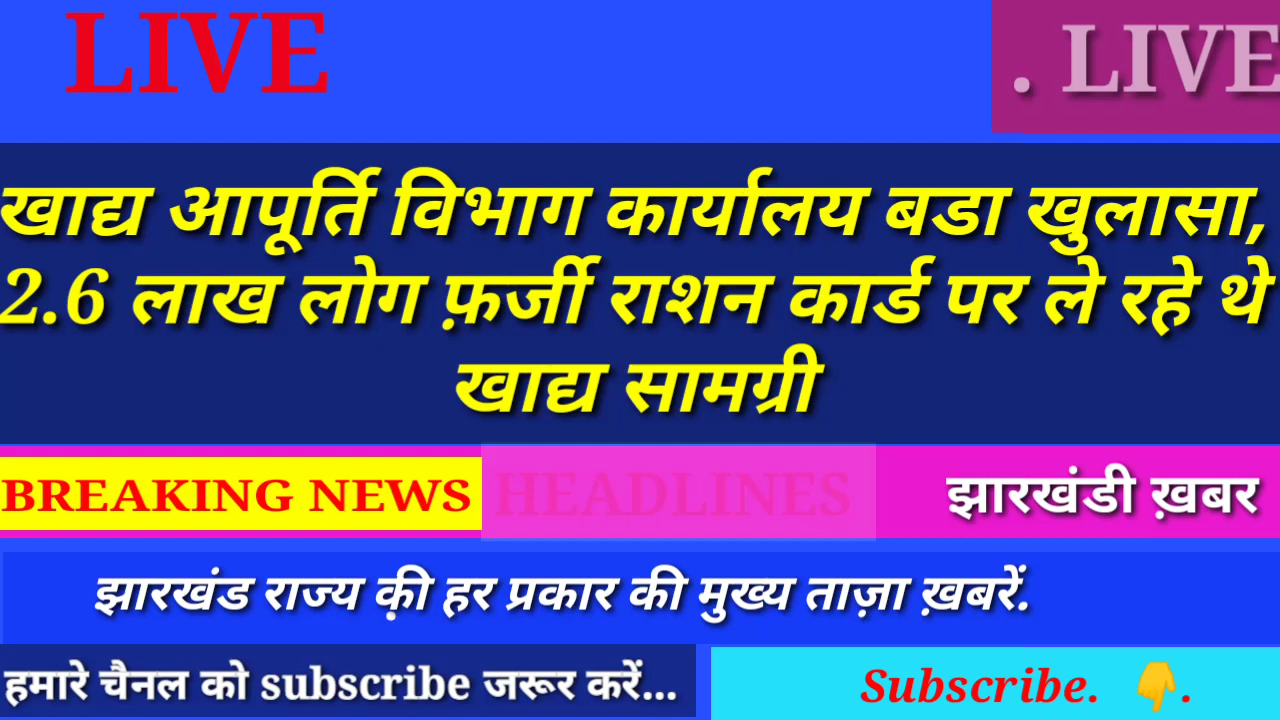 LIVE
. LIVE
खाद्य आपूर्ति विभाग कार्यालय बडा खुलासा,
2.6 लाख लोग फ़र्जी राशन कार्ड पर ले रहे थे
खाद्य सामग्री
BREAKING NEWS HEADLINES झारखंडी ख़बर
झारखंड राज्य क़ी हर प्रकार की मुख्य ताज़ा ख़बरें.
हमारे चैनल को subscribe जरूर करें...
Subscribe. 👇.